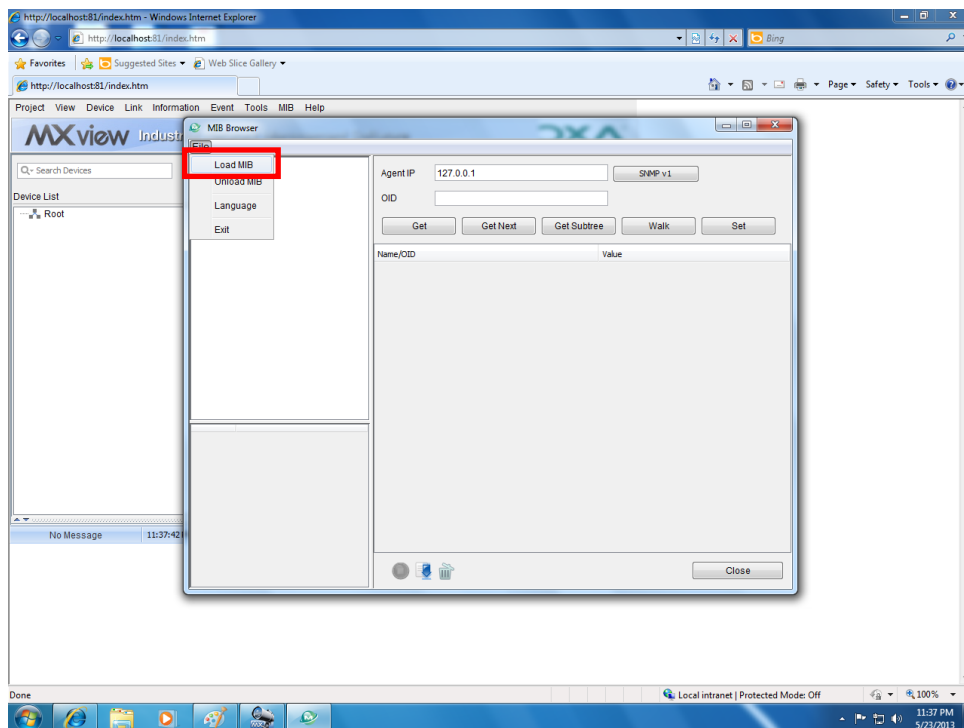 http://localhost:81/index.htm - Windows Internet Explorer
http://localhost:81/index.htm
Bing
Favorites Suggested Sites Web Slice Gallery
http://localhost:81/index.htm
Page Safety Tools
Project View Device Link Information Event Tools MIB Help
MXview Industr
MIB Browser
File
Search Devices
Load MIB
Agent IP 127.0.0.1 SNMP v1
Unload MIB
Device List
OID
Language
Root
Exit
Get Get Next Get Subtree Walk Set
Name/OID Value
No Message 11:37:42
Close
Done
Local intranet | Protected Mode: Off
100%
11:37 PM
5/23/2013